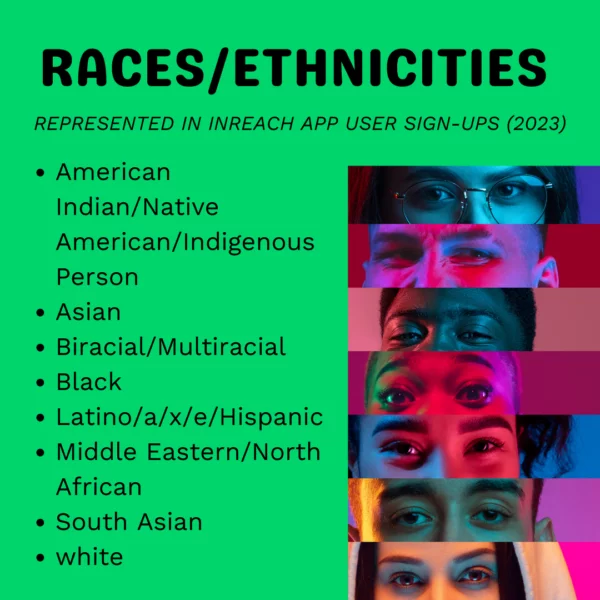 RACES/ETHNICITIES
REPRESENTED IN INREACH APP USER SIGN-UPS (2023)
• American
Indian/Native
American/Indigenous
Person
• Asian
• Biracial/Multiracial
• Black
• Latino/a/x/e/Hispanic
• Middle Eastern/North
African
• South Asian
• white